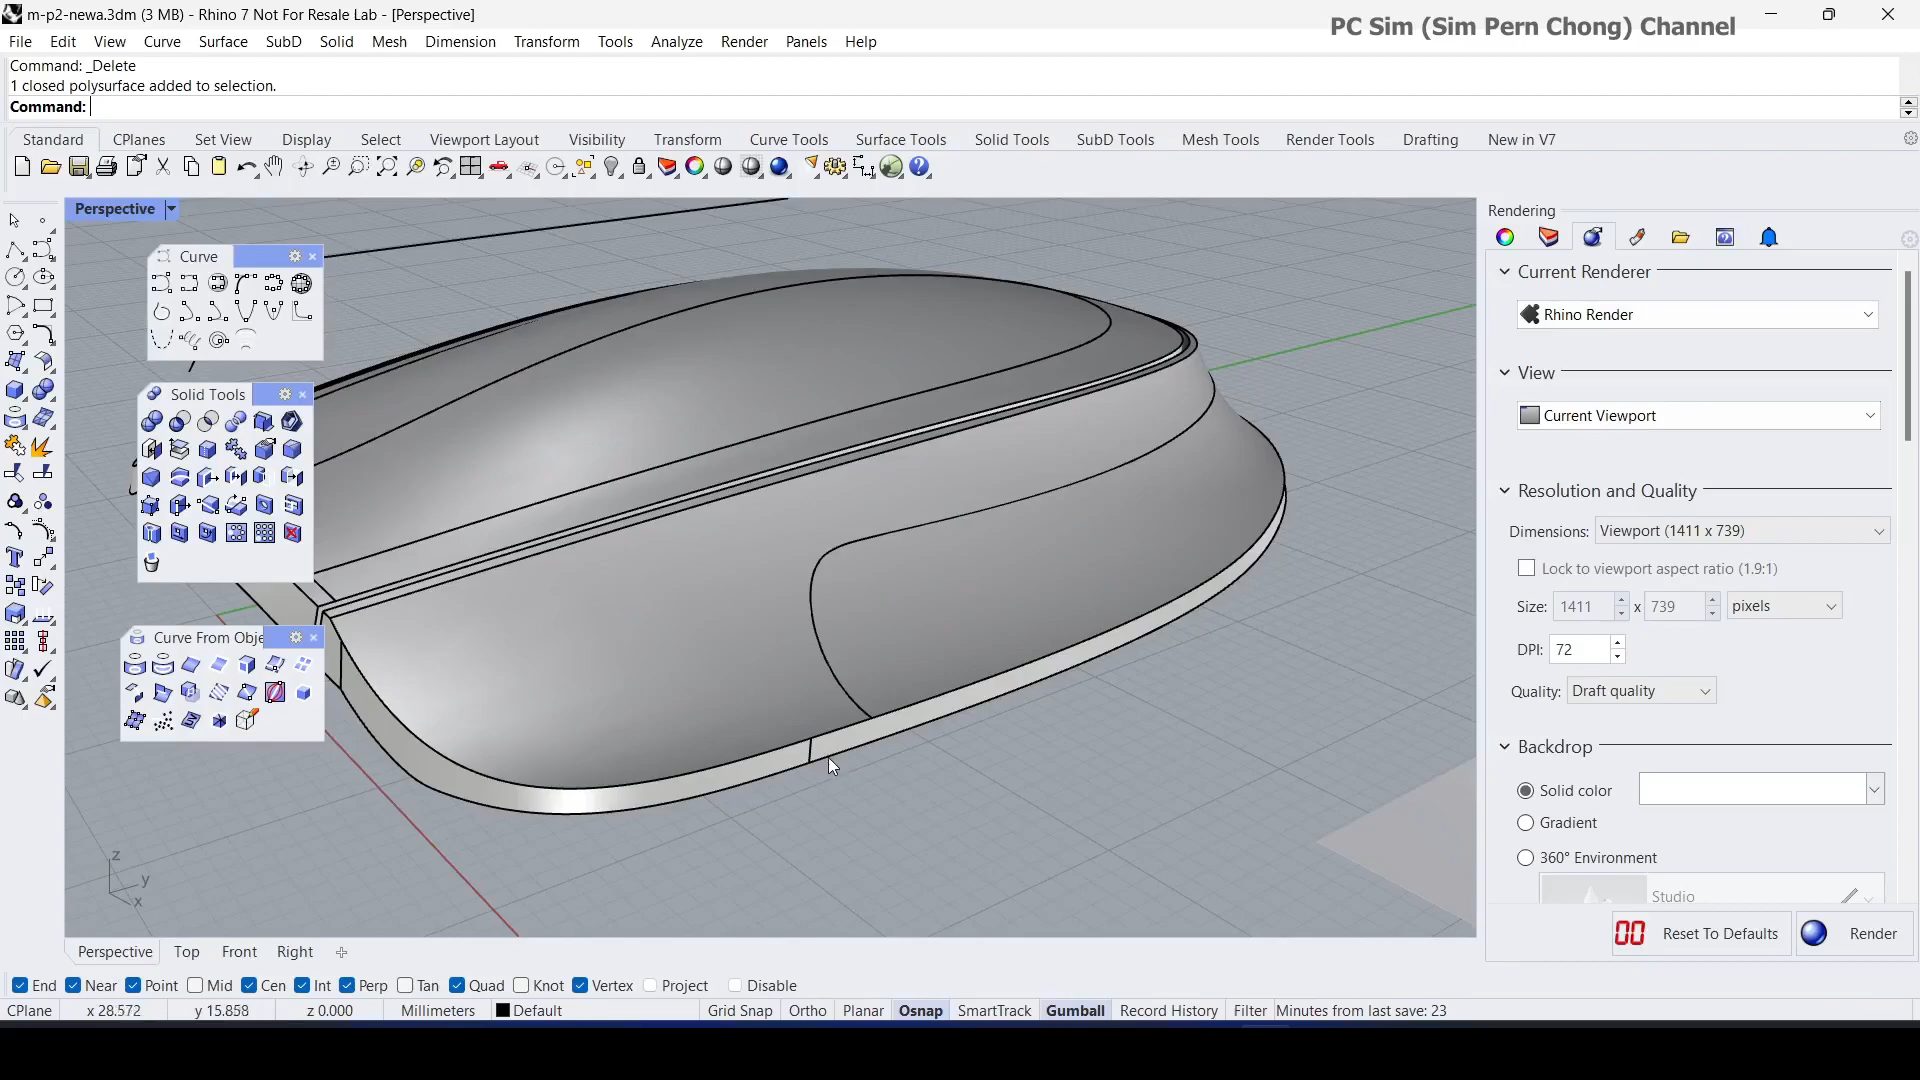 m-p2-newa.3dm (3 MB) - Rhino 7 Not For Resale Lab - [Perspective]
PC Sim (Sim Pern Chong) Channel
File Edit View Curve Surface SubD Solid Mesh Dimension Transform Tools Analyze Render Panels Help
Command: _Delete
1 closed polysurface added to selection.
Command:
Standard CPlanes Set View Display Select Viewport Layout Visibility Transform Curve Tools Surface Tools Solid Tools SubD Tools Mesh Tools Render Tools Drafting New in V7
Perspective
Curve
Solid Tools
Curve From Obje
z
y
x
Rendering
Current Renderer
Rhino Render
View
Current Viewport
Resolution and Quality
Dimensions: Viewport (1411 x 739)
Lock to viewport aspect ratio (1.9:1)
Size: 1411 x 739 pixels
DPI: 72
Quality: Draft quality
Backdrop
Solid color
Gradient
360° Environment
Studio
Reset To Defaults Render
Perspective Top Front Right
End Near Point Mid Cen Int Perp Tan Quad Knot Vertex Project Disable
CPlane x 28.572 y 15.858 z 0.000 Millimeters Default Grid Snap Ortho Planar Osnap SmartTrack Gumball Record History Filter Minutes from last save: 23